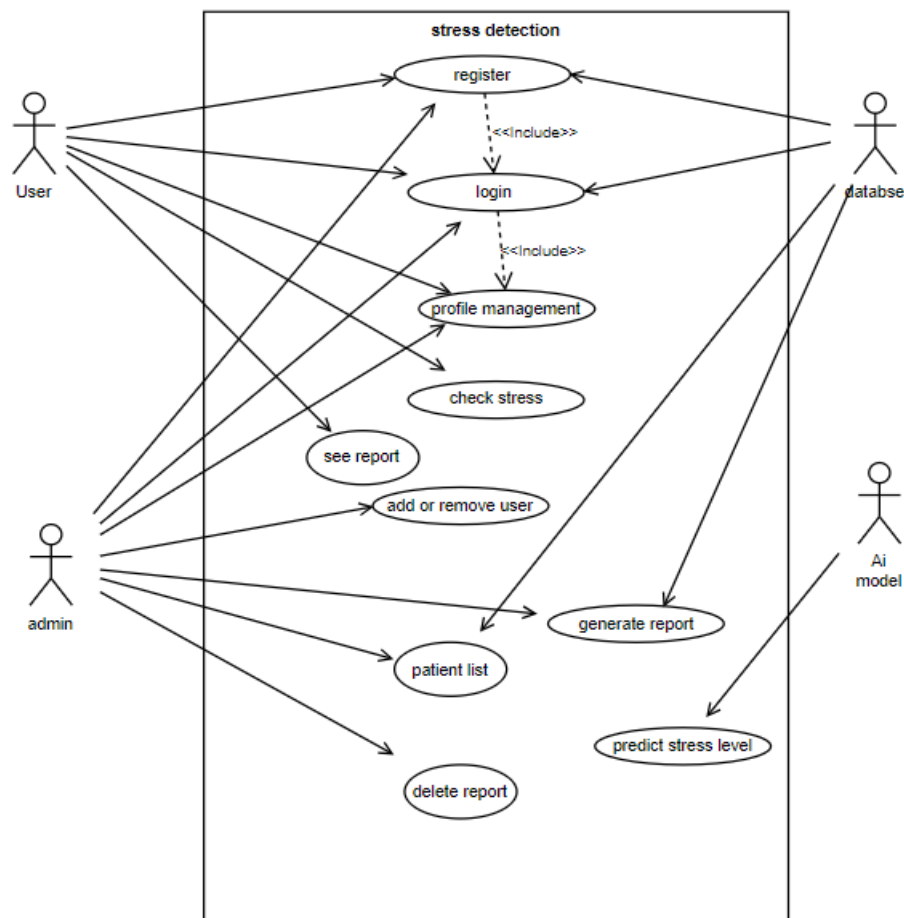 stress detection
register
<<Include>>
User
login
databse
<<Include>>
profile management
check stress
see report
add or remove user
Ai
model
admin
generate report
patient list
predict stress level
delete report